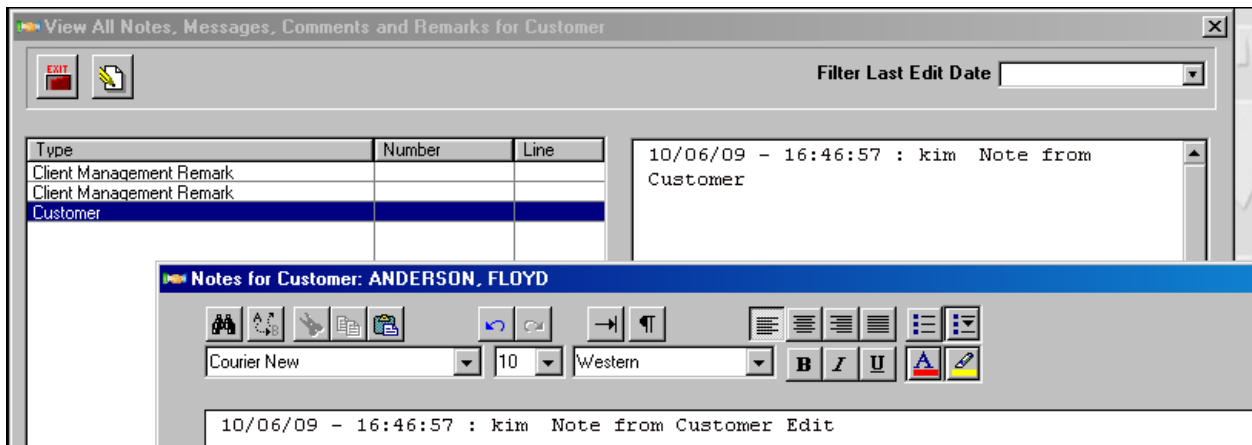 View All Notes, Messages, Comments and Remarks for Customer
EXIT
Filter Last Edit Date
Type Number Line
Client Management Remark
Client Management Remark
Customer
10/06/09 - 16:46:57 : kim Note from
Customer
Notes for Customer: ANDERSON, FLOYD
Courier New 10 Western B I U A
10/06/09 - 16:46:57 : kim Note from Customer Edit